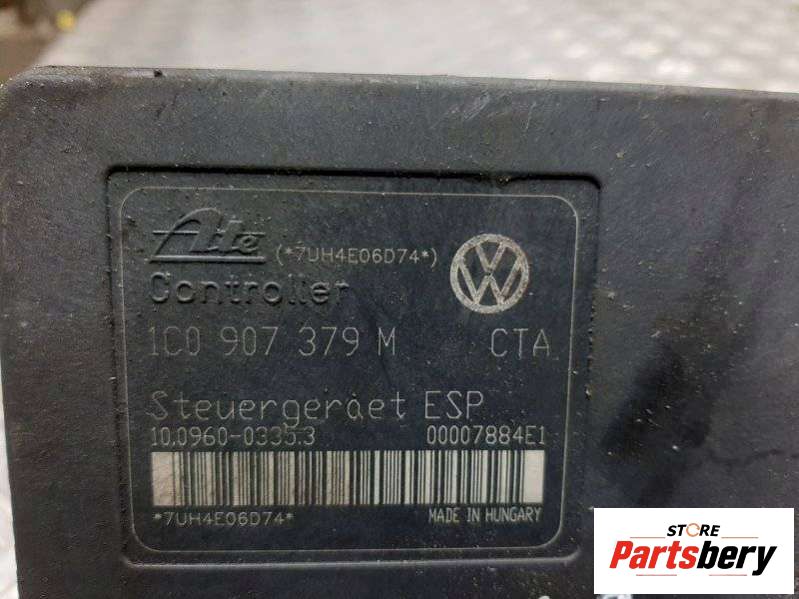 Ate (*7UH4E06D74*)
Controller
1C0 907 379 M CTA
Steuergeraet ESP
10.0960-0335.3 00007884E1
*7UH4E06D74* MADE IN HUNGARY
STORE
Partsbery